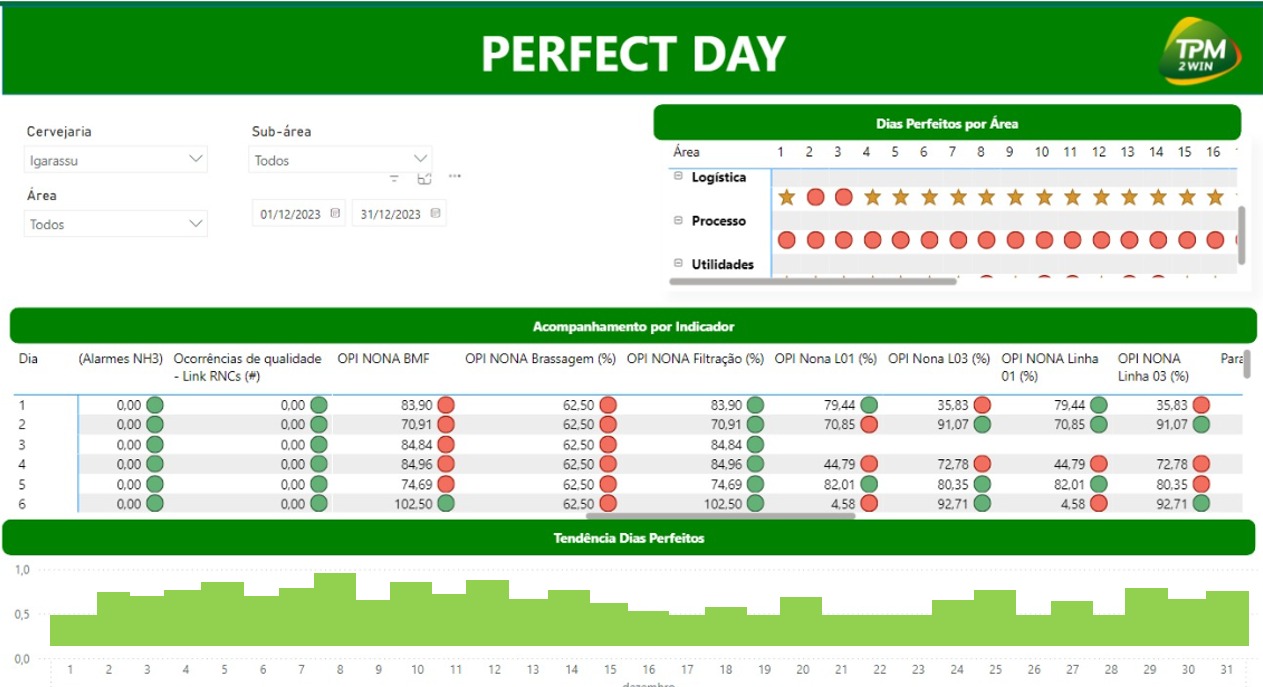 PERFECT DAY
TPM
2WIN
Cervejaria
Sub-área
Igarassu
Todos
Área
Todos
01/12/2023
31/12/2023
Dias Perfeitos por Área
Área 1 2 3 4 5 6 7 8 9 10 11 12 13 14 15 16
Logística
Processo
Utilidades
Acompanhamento por Indicador
Dia (Alarmes NH3) Ocorrências de qualidade OPI NONA BMF OPI NONA Brassagem (%) OPI NONA Filtração (%) OPI Nona L01 (%) OPI Nona L03 (%) OPI NONA Linha OPI NONA Para
- Link RNCs (#) 01 (%) Linha 03 (%)
1 0,00 0,00 83,90 62,50 83,90 79,44 35,83 79,44 35,83
2 0,00 0,00 70,91 62,50 70,91 70,85 91,07 70,85 91,07
3 0,00 0,00 84,84 62,50 84,84
4 0,00 0,00 84,96 62,50 84,96 44,79 72,78 44,79 72,78
5 0,00 0,00 74,69 62,50 74,69 82,01 80,35 82,01 80,35
6 0,00 0,00 102,50 62,50 102,50 4,58 92,71 4,58 92,71
Tendência Dias Perfeitos
1,0
0,5
0,0
1 2 3 4 5 6 7 8 9 10 11 12 13 14 15 16 17 18 19 20 21 22 23 24 25 26 27 28 29 30 31
dezembro